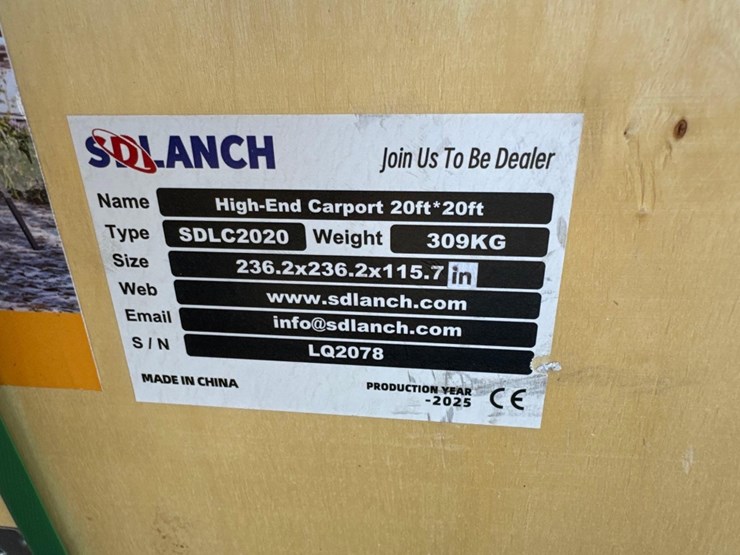 SDLANCH
Join Us To Be Dealer
Name High-End Carport 20ft*20ft
Type SDLC2020 Weight 309KG
Size 236.2x236.2x115.7 in
Web www.sdlanch.com
Email info@sdlanch.com
S/N LQ2078
MADE IN CHINA
PRODUCTION YEAR
-2025
CE